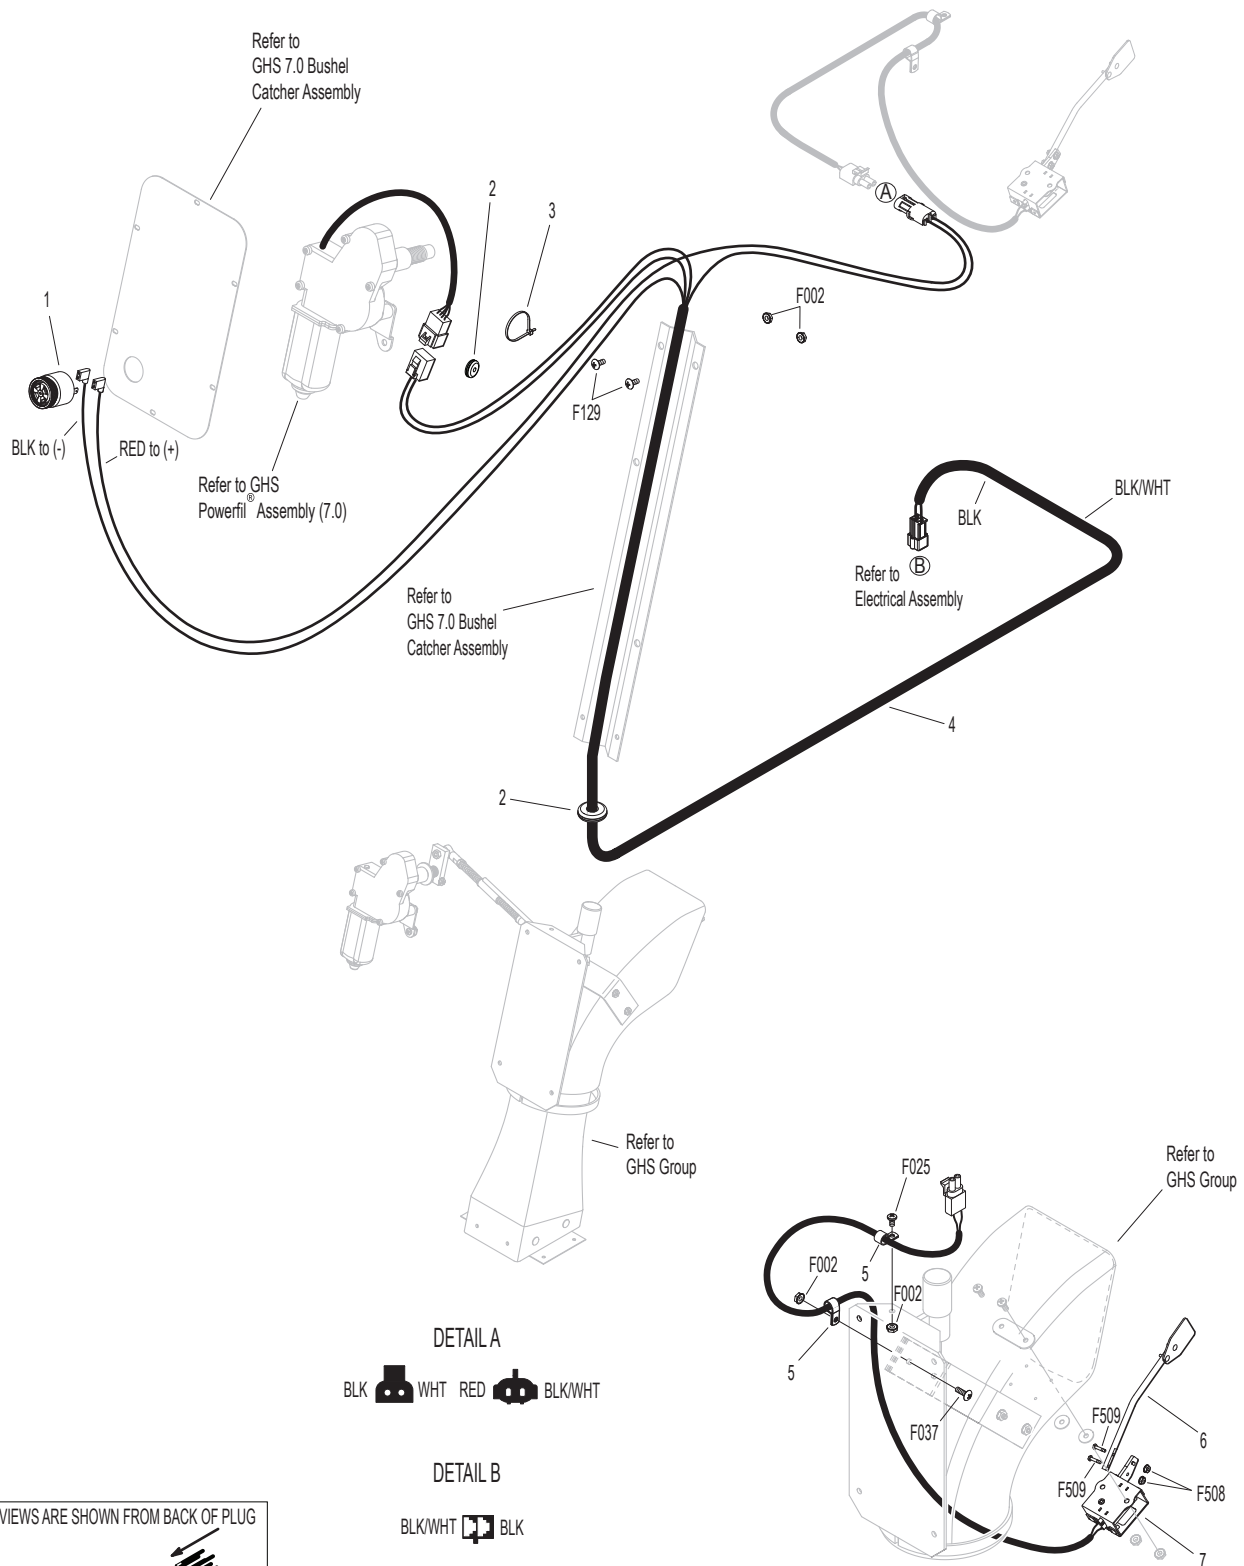 Refer to
GHS 7.0 Bushel
Catcher Assembly
A
2
3
1
F002
F129
BLK to (-)
RED to (+)
Refer to GHS
Powerfil® Assembly (7.0)
BLK/WHT
BLK
B
Refer to
Electrical Assembly
Refer to
GHS 7.0 Bushel
Catcher Assembly
4
2
Refer to
GHS Group
F025
Refer to
GHS Group
5
F002
F002
5
F037
F509
6
F509
F508
7
DETAIL A
BLK WHT RED BLK/WHT
DETAIL B
BLK/WHT BLK
VIEWS ARE SHOWN FROM BACK OF PLUG